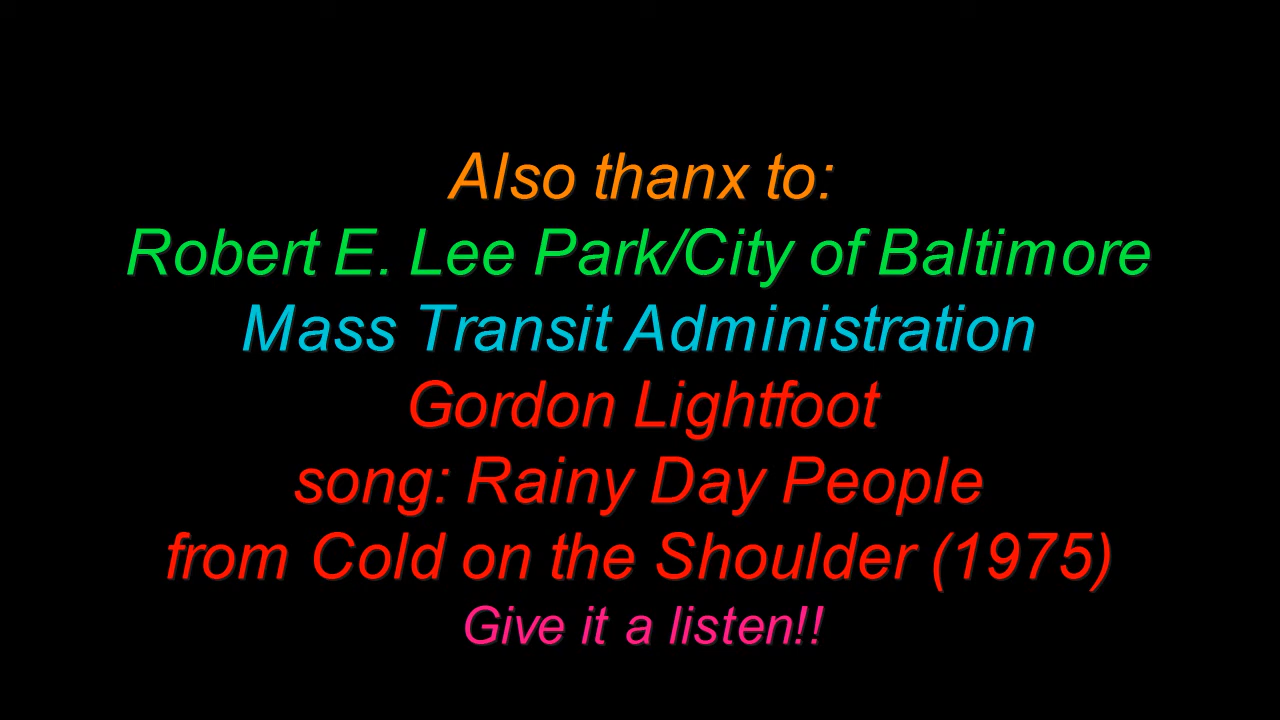 Also thanx to:
Robert E. Lee Park/City of Baltimore
Mass Transit Administration
Gordon Lightfoot
song: Rainy Day People
from Cold on the Shoulder (1975)
Give it a listen!!